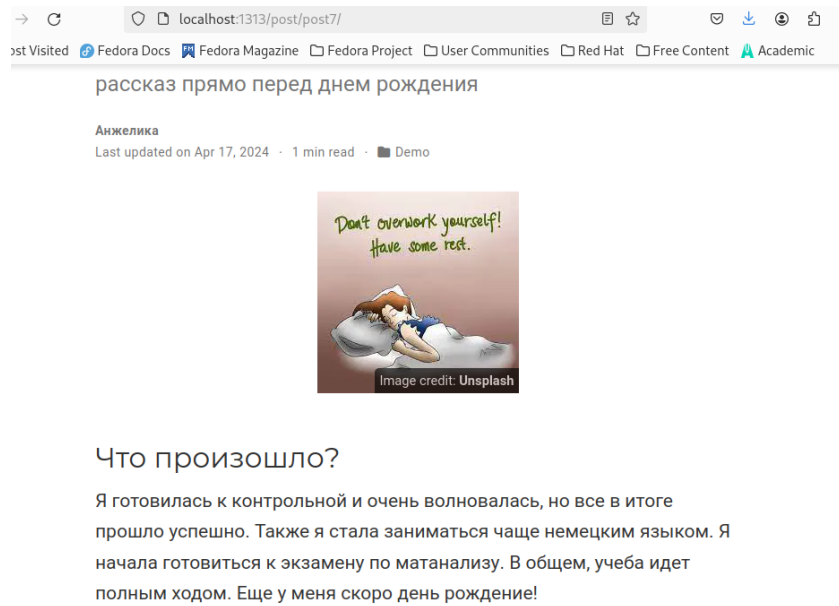 localhost:1313/post/post7/
ost Visited Fedora Docs Fedora Magazine Fedora Project User Communities Red Hat Free Content Academic
рассказ прямо перед днем рождения
Анжелика
Last updated on Apr 17, 2024 · 1 min read · Demo
Don't overwork yourself!
Have some rest.
Image credit: Unsplash
Что произошло?
Я готовилась к контрольной и очень волновалась, но все в итоге
прошло успешно. Также я стала заниматься чаще немецким языком. Я
начала готовиться к экзамену по матанализу. В общем, учеба идет
полным ходом. Еще у меня скоро день рождение!